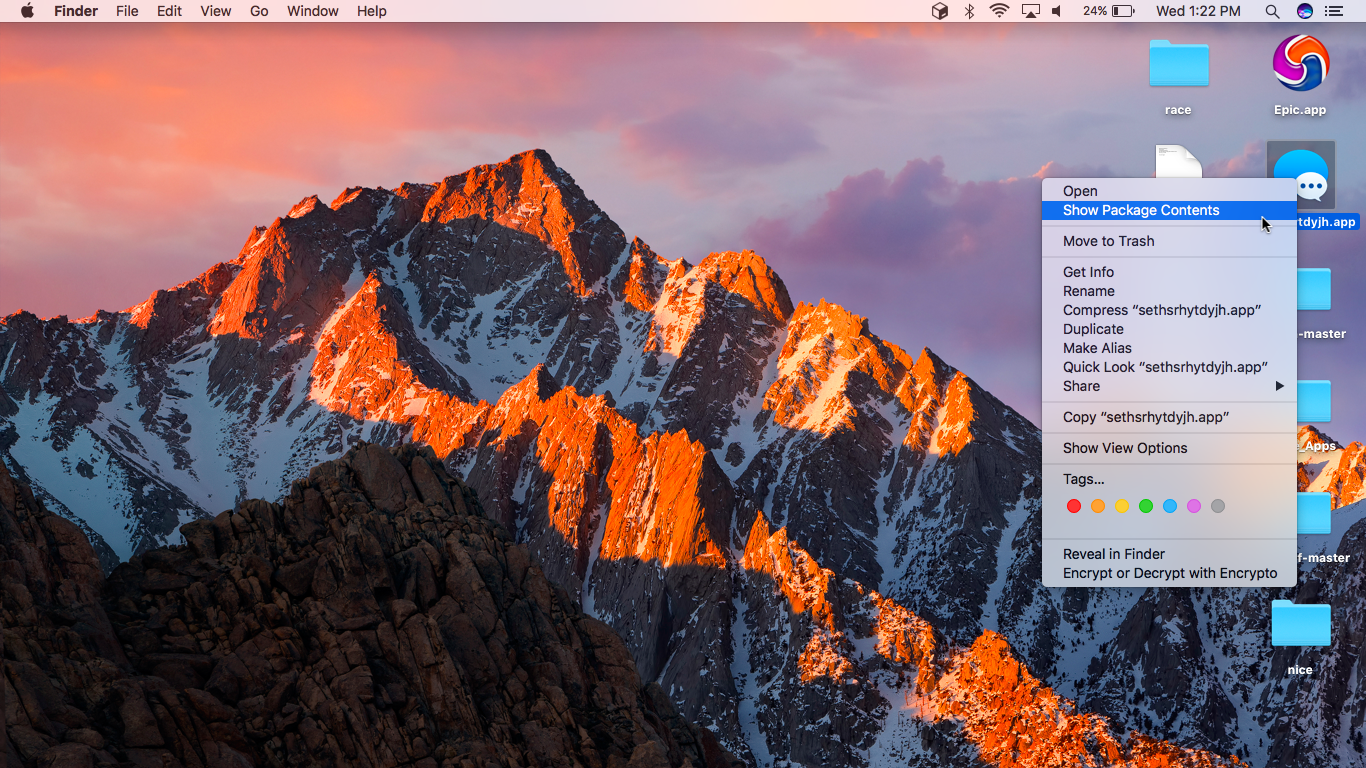 Finder File Edit View Go Window Help 24% Wed 1:22 PM
race
Epic.app
Open
Show Package Contents
tdyjh.app
Move to Trash
Get Info
Rename
Compress “sethsrhytdyjh.app”
-master
Duplicate
Make Alias
Quick Look “sethsrhytdyjh.app”
Share
Copy “sethsrhytdyjh.app”
_Apps
Show View Options
Tags...
Reveal in Finder
f-master
Encrypt or Decrypt with Encrypto
nice